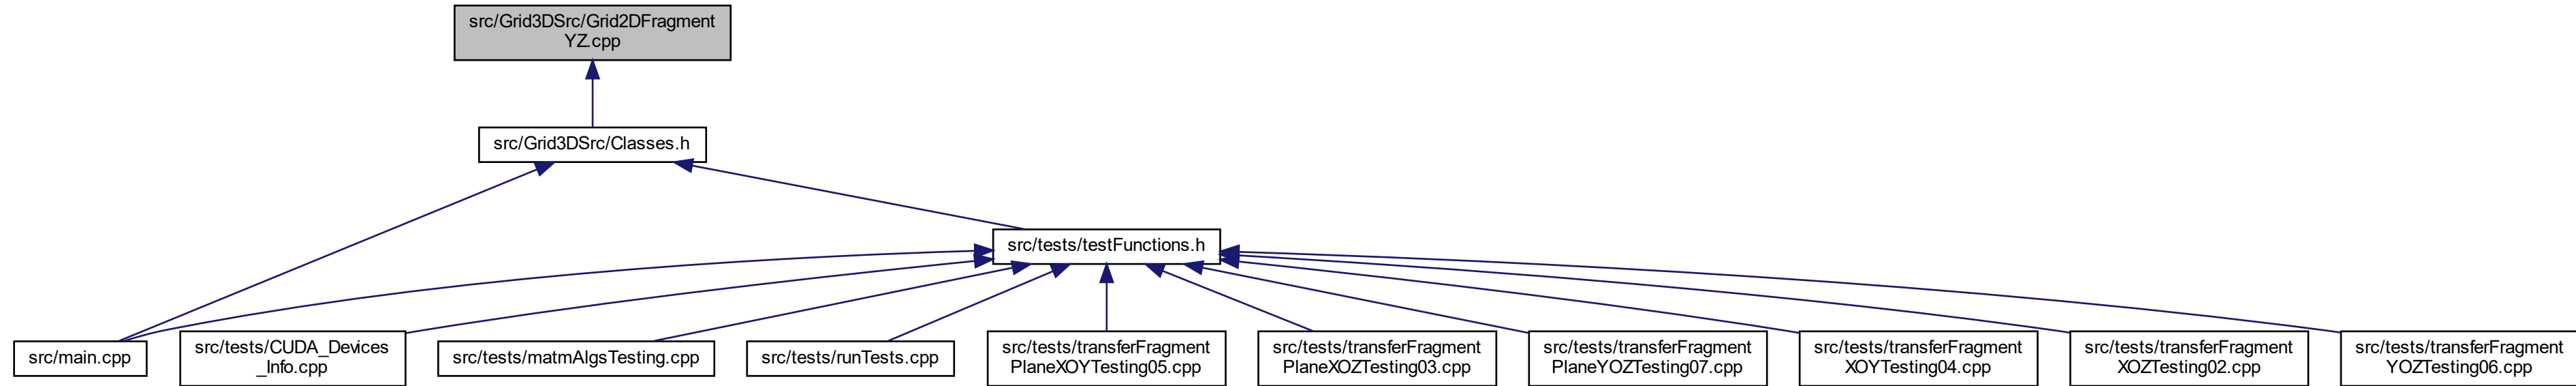 src/Grid3DSrc/Grid2DFragment
YZ.cpp
src/Grid3DSrc/Classes.h
src/tests/testFunctions.h
src/main.cpp
src/tests/CUDA_Devices
_Info.cpp
src/tests/matmAlgsTesting.cpp
src/tests/runTests.cpp
src/tests/transferFragment
PlaneXOYTesting05.cpp
src/tests/transferFragment
PlaneXOZTesting03.cpp
src/tests/transferFragment
PlaneYOZTesting07.cpp
src/tests/transferFragment
XOYTesting04.cpp
src/tests/transferFragment
XOZTesting02.cpp
src/tests/transferFragment
YOZTesting06.cpp